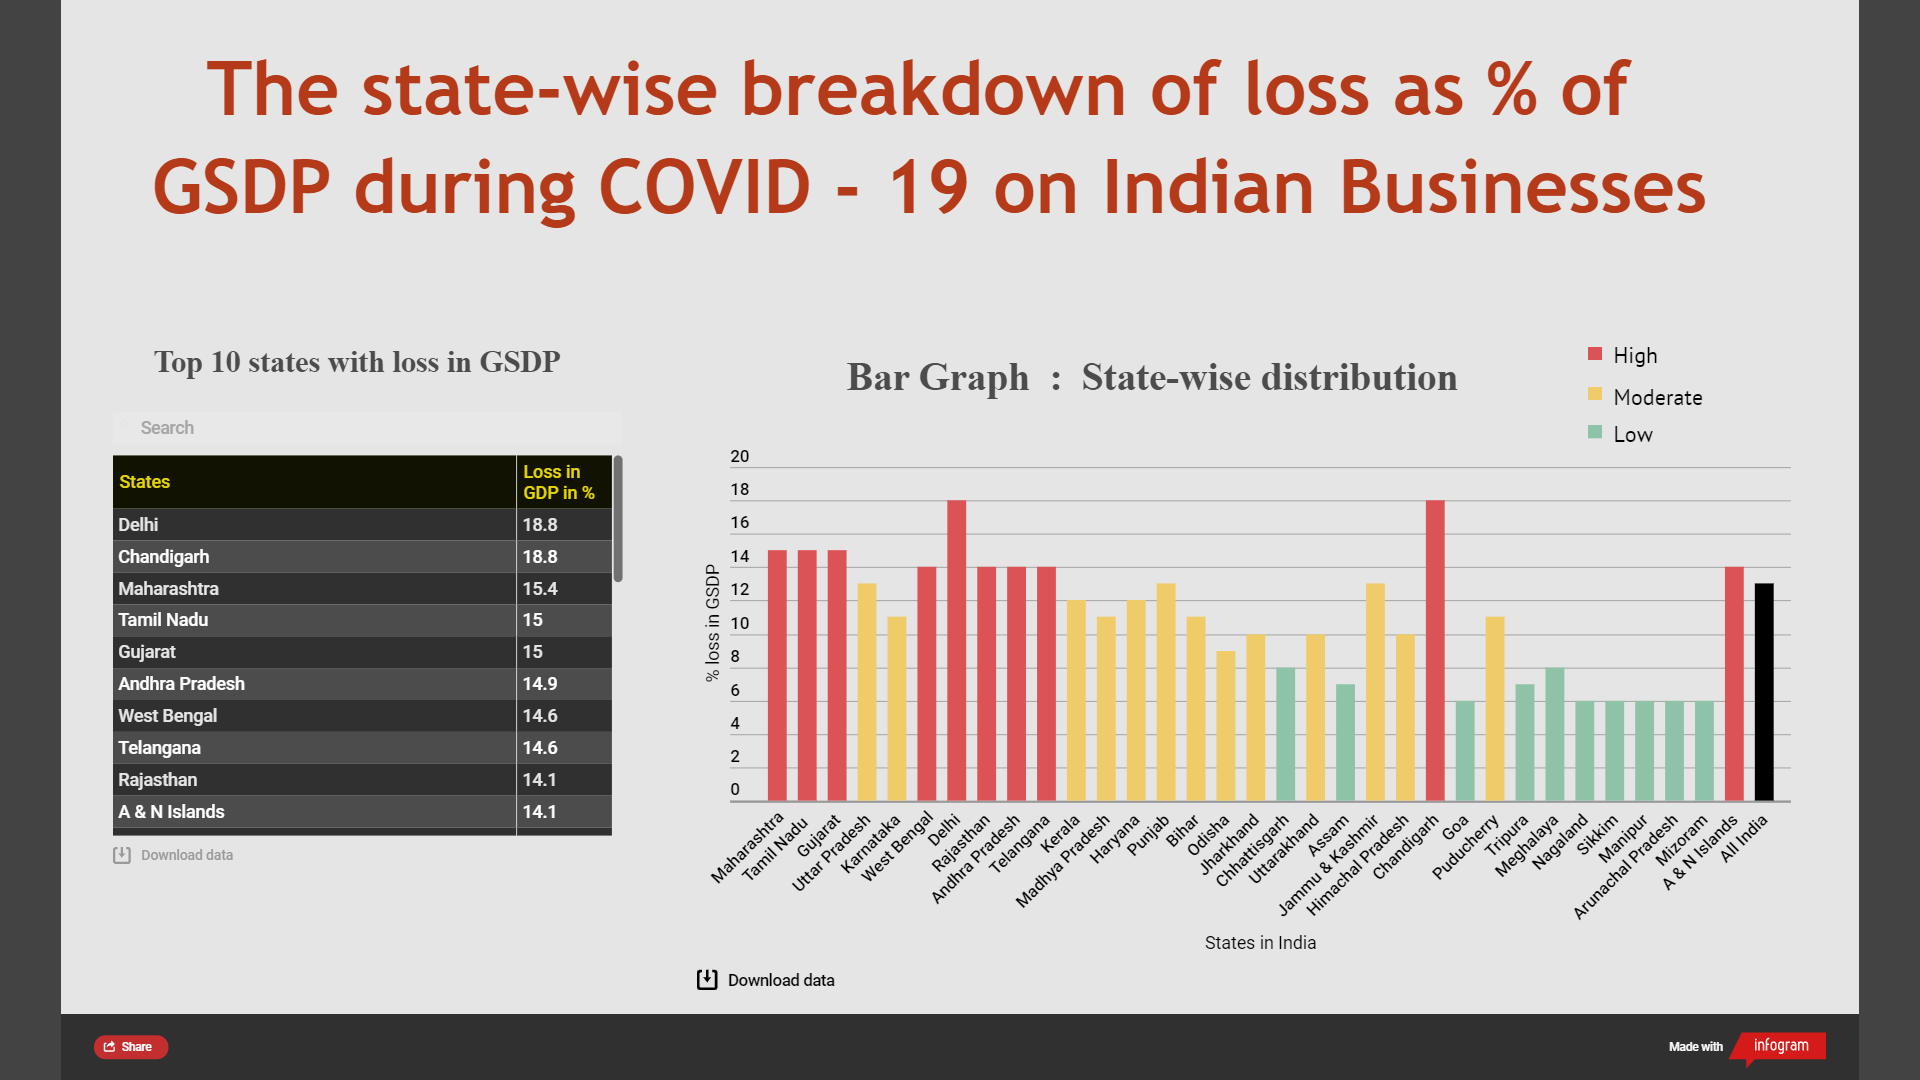 The state-wise breakdown of loss as % of
GSDP during COVID - 19 on Indian Businesses
Top 10 states with loss in GSDP
Search
States
Loss in
GDP in %
Delhi 18.8
Chandigarh 18.8
Maharashtra 15.4
Tamil Nadu 15
Gujarat 15
Andhra Pradesh 14.9
West Bengal 14.6
Telangana 14.6
Rajasthan 14.1
A & N Islands 14.1
Download data
Bar Graph : State-wise distribution
High
Moderate
Low
% loss in GSDP
20
18
16
14
12
10
8
6
4
2
0
Maharashtra
Tamil Nadu
Gujarat
Uttar Pradesh
Karnataka
West Bengal
Delhi
Rajasthan
Andhra Pradesh
Telangana
Kerala
Madhya Pradesh
Haryana
Punjab
Bihar
Odisha
Jharkhand
Chhattisgarh
Uttarakhand
Assam
Jammu & Kashmir
Himachal Pradesh
Chandigarh
Goa
Puducherry
Tripura
Meghalaya
Nagaland
Sikkim
Manipur
Arunachal Pradesh
Mizoram
A & N Islands
All India
States in India
Download data
Share
Made with
infogram